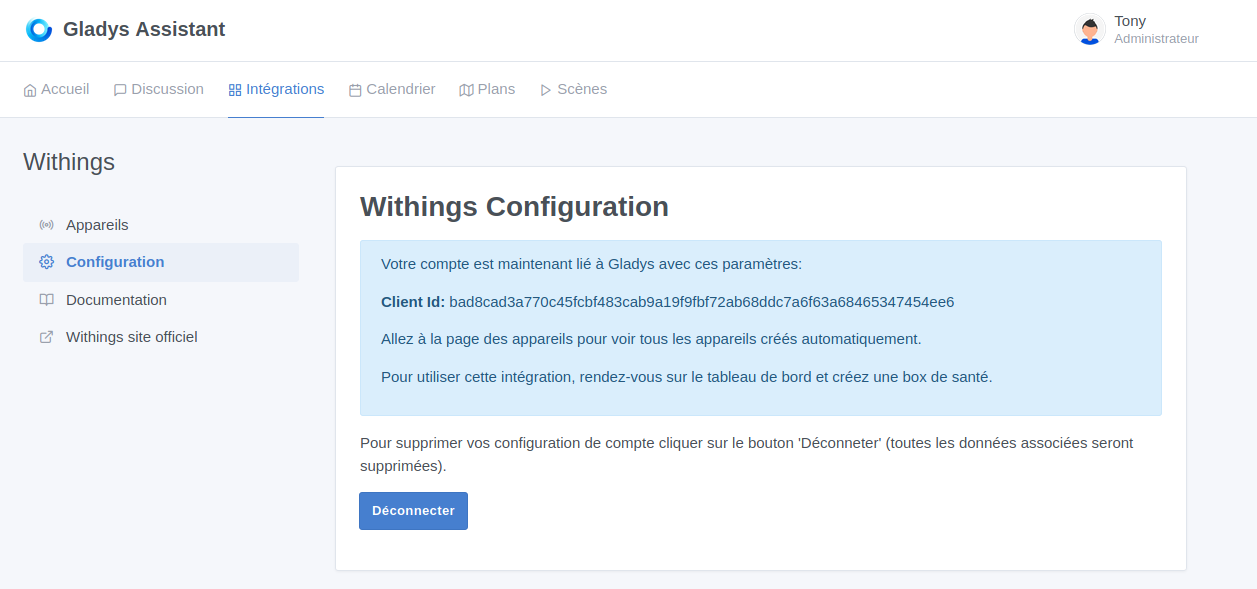 Gladys Assistant
Tony
Administrateur
Accueil
Discussion
Intégrations
Calendrier
Plans
Scènes
Withings
Appareils
Configuration
Documentation
Withings site officiel
Withings Configuration
Votre compte est maintenant lié à Gladys avec ces paramètres:
Client Id: bad8cad3a770c45fcbf483cab9a19f9fbf72ab68ddc7a6f63a68465347454ee6
Allez à la page des appareils pour voir tous les appareils créés automatiquement.
Pour utiliser cette intégration, rendez-vous sur le tableau de bord et créez une box de santé.
Pour supprimer vos configuration de compte cliquer sur le bouton 'Déconneter' (toutes les données associées seront
supprimées).
Déconnecter